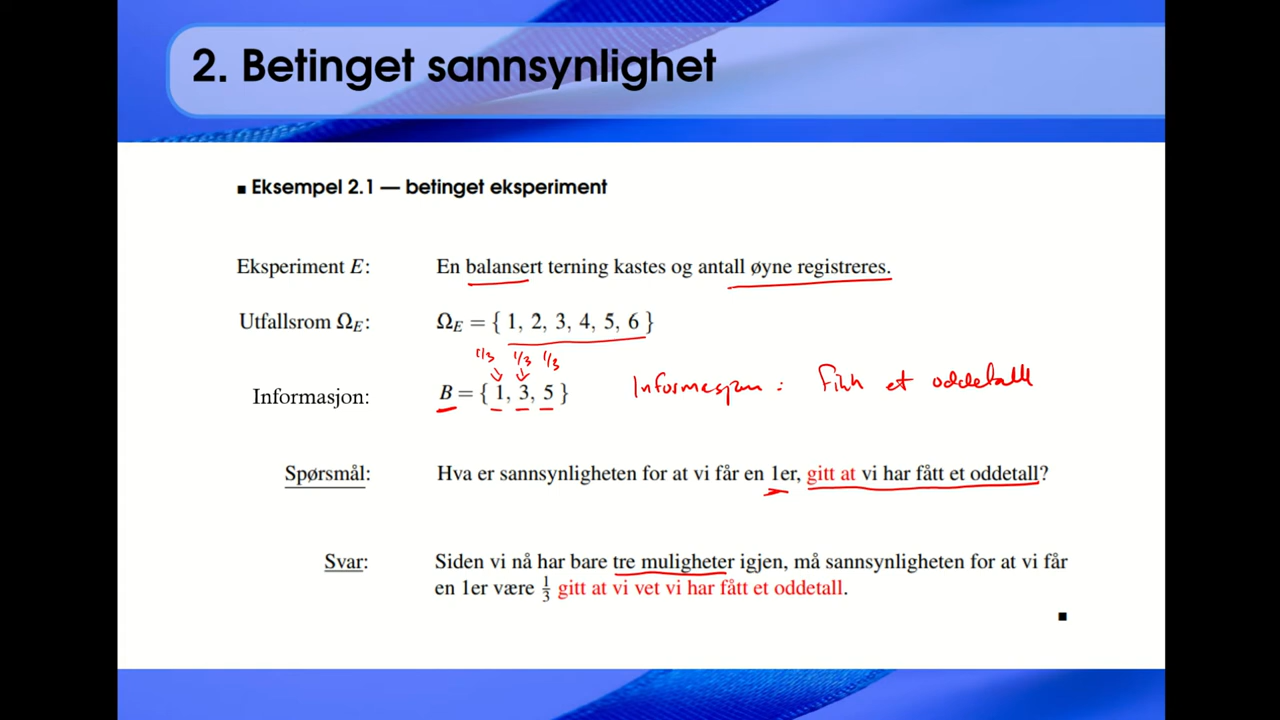 2. Betinget sannsynlighet
■ Eksempel 2.1 — betinget eksperiment
Eksperiment E: En balansert terning kastes og antall øyne registreres.
Utfallsrom Ω_E: Ω_E = { 1, 2, 3, 4, 5, 6 }
1/3 1/3 1/3
Informasjon: B = { 1, 3, 5 } Informasjon : Fikk et oddetall
Spørsmål: Hva er sannsynligheten for at vi får en 1er, gitt at vi har fått et oddetall?
Svar: Siden vi nå har bare tre muligheter igjen, må sannsynligheten for at vi får
en 1er være 1/3 gitt at vi vet vi har fått et oddetall.
■